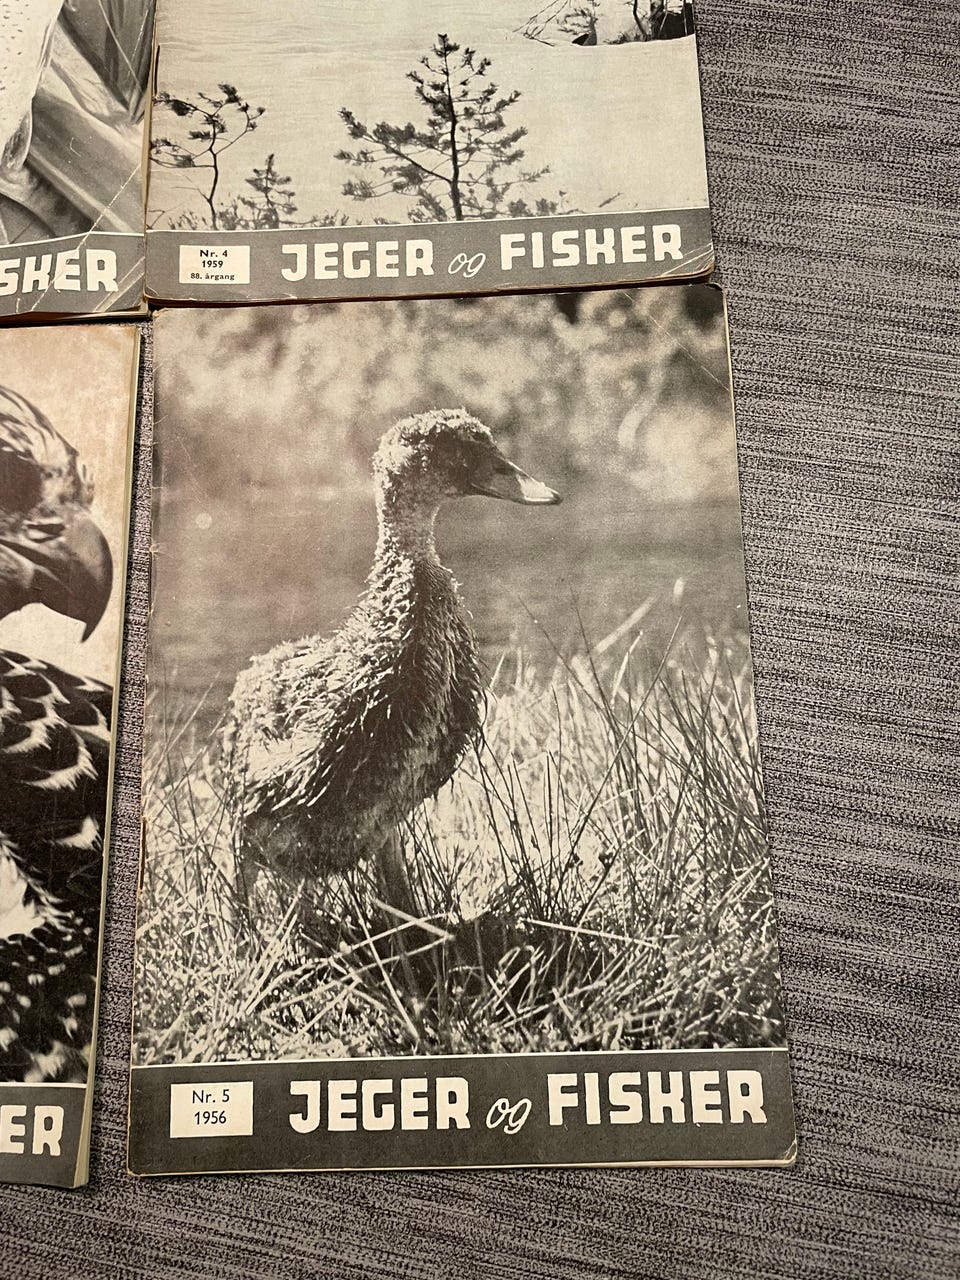 SKER
Nr. 4
1959
88. årgang
JEGER og FISKER
ER
Nr. 5
1956
JEGER og FISKER